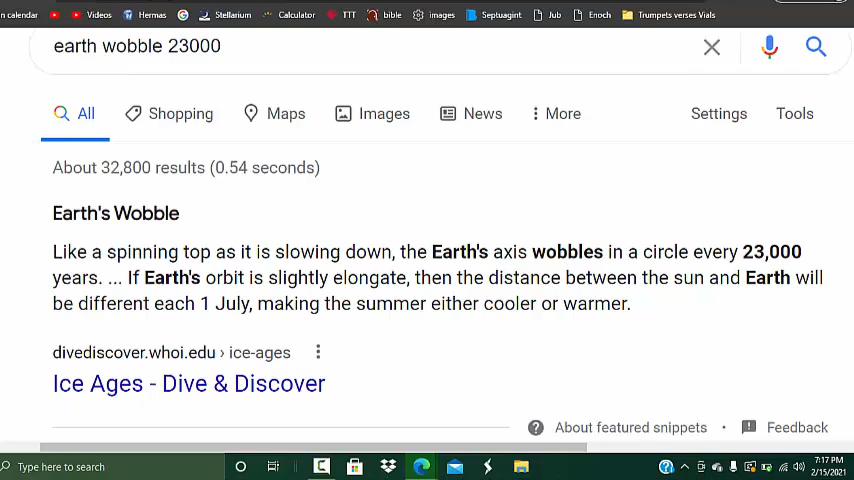 n calendar Videos Hermas Stellarium Calculator TTT bible images Septuagint Jub Enoch Trumpets verses Vials
earth wobble 23000
All Shopping Maps Images News More Settings Tools
About 32,800 results (0.54 seconds)
Earth's Wobble
Like a spinning top as it is slowing down, the Earth's axis wobbles in a circle every 23,000
years. ... If Earth's orbit is slightly elongate, then the distance between the sun and Earth will
be different each 1 July, making the summer either cooler or warmer.
divediscover.whoi.edu › ice-ages
Ice Ages - Dive & Discover
About featured snippets • Feedback
Type here to search
7:17 PM
2/15/2021